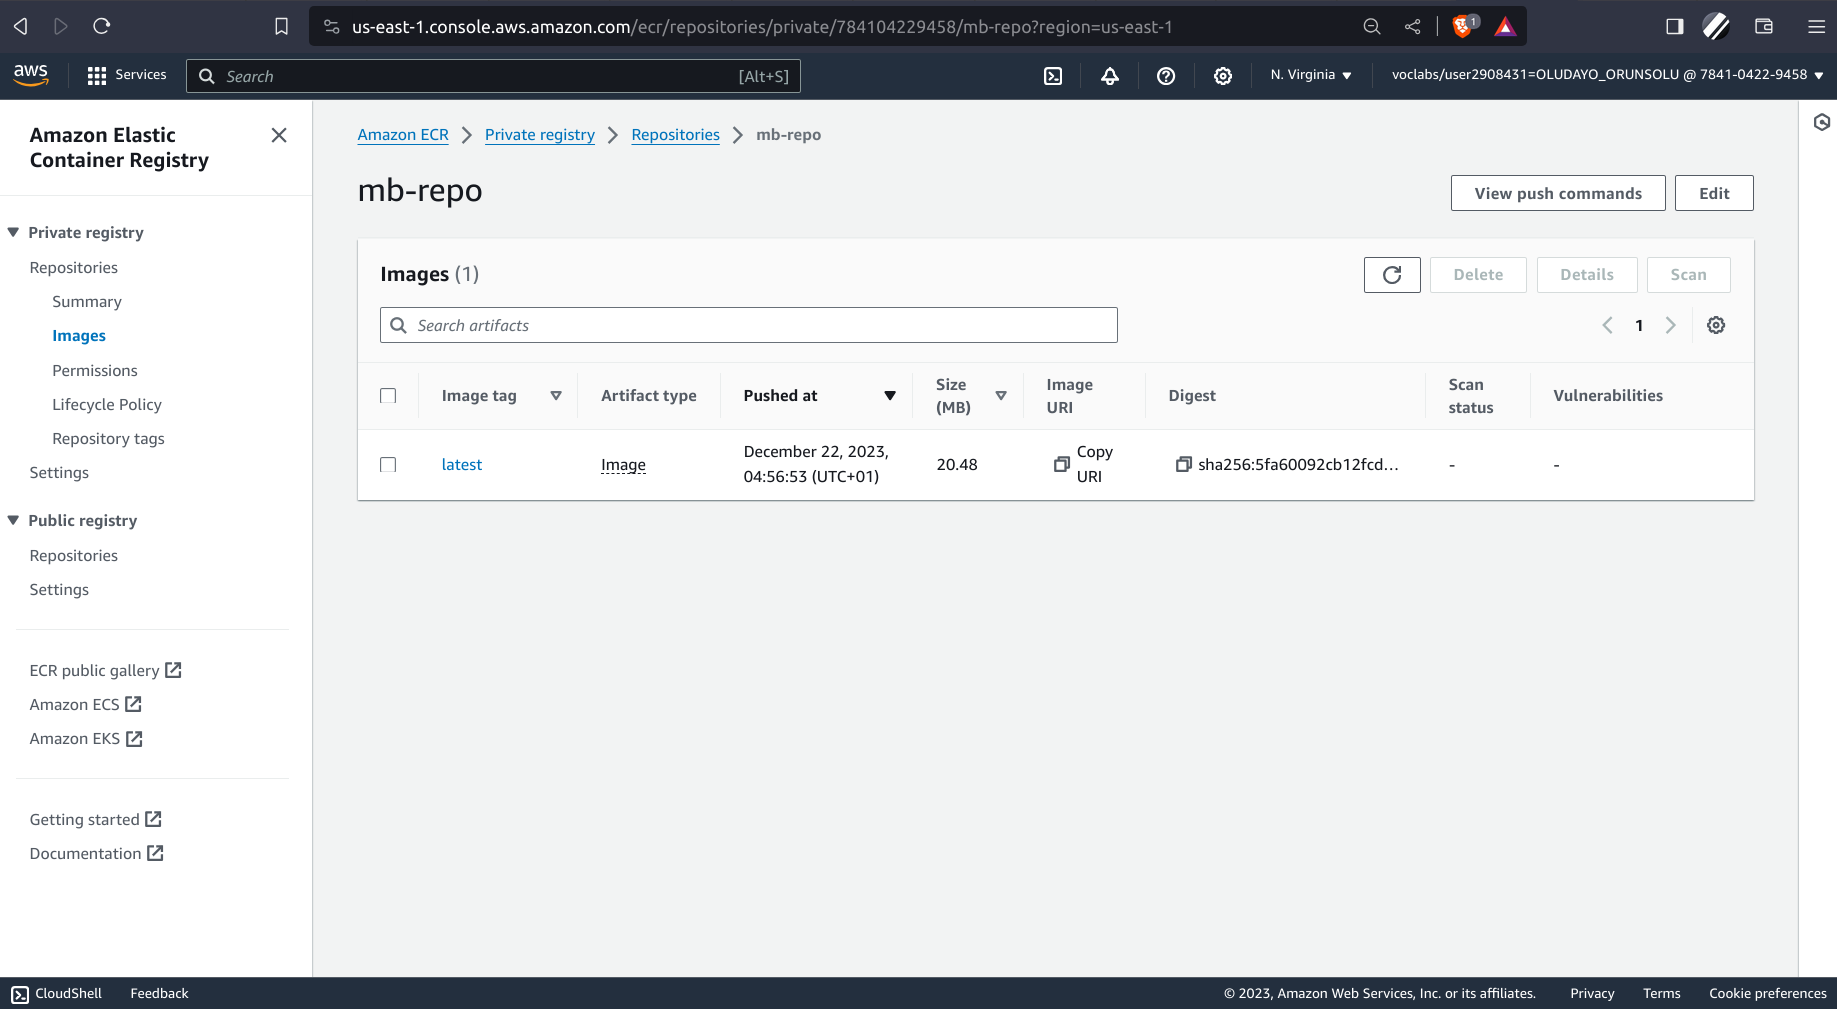 us-east-1.console.aws.amazon.com/ecr/repositories/private/784104229458/mb-repo?region=us-east-1
1
aws
Services
Search
[Alt+S]
N. Virginia
voclabs/user2908431=OLUDAYO_ORUNSOLU @ 7841-0422-9458
Amazon Elastic
Container Registry
Private registry
Repositories
Summary
Images
Permissions
Lifecycle Policy
Repository tags
Settings
Public registry
Repositories
Settings
ECR public gallery
Amazon ECS
Amazon EKS
Getting started
Documentation
Amazon ECR
Private registry
Repositories
mb-repo
mb-repo
View push commands
Edit
Images (1)
Delete
Details
Scan
Search artifacts
1
Image tag
Artifact type
Pushed at
Size
(MB)
Image
URI
Digest
Scan
status
Vulnerabilities
latest
Image
December 22, 2023,
04:56:53 (UTC+01)
20.48
Copy
URI
sha256:5fa60092cb12fcd...
-
-
CloudShell
Feedback
© 2023, Amazon Web Services, Inc. or its affiliates.
Privacy
Terms
Cookie preferences